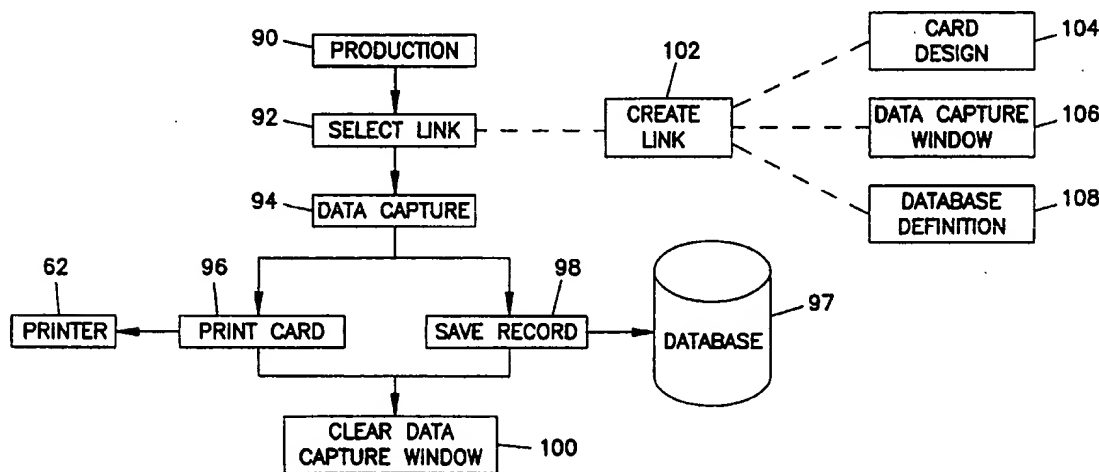 90
PRODUCTION
92
SELECT LINK
94
DATA CAPTURE
102
CREATE
LINK
CARD
DESIGN
104
DATA CAPTURE
WINDOW
106
DATABASE
DEFINITION
108
62
PRINTER
96
PRINT CARD
98
SAVE RECORD
97
DATABASE
CLEAR DATA
CAPTURE WINDOW
100